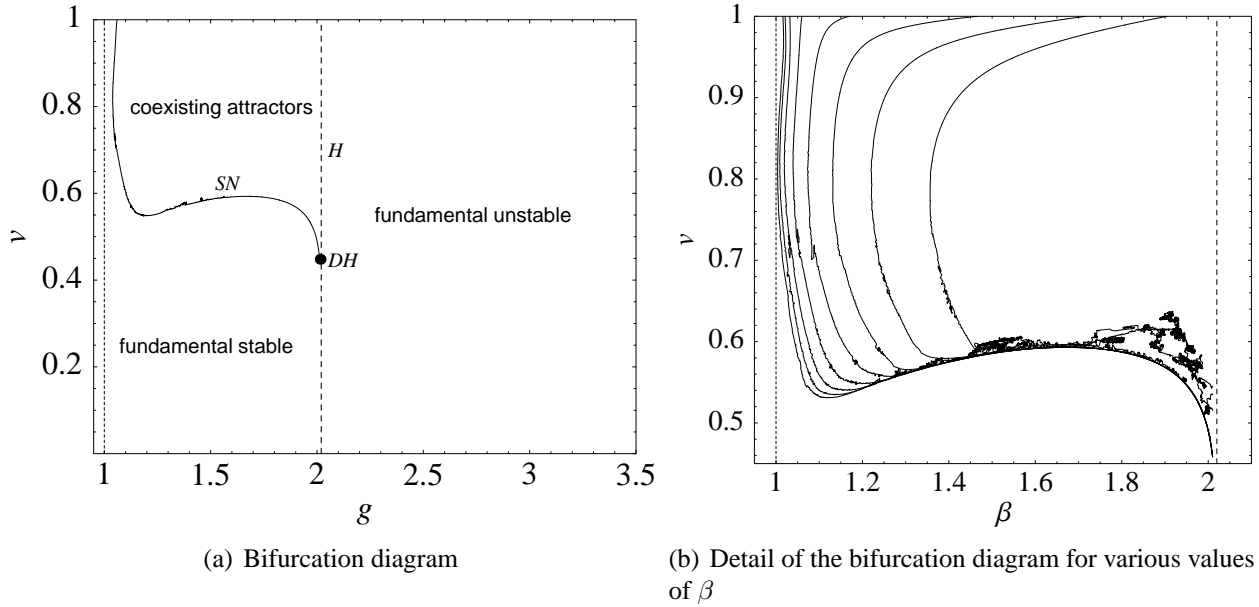 1
0.8
0.6
0.4
0.2
v
coexisting attractors
H
SN
fundamental unstable
DH
fundamental stable
1 1.5 2 2.5 3 3.5
g
(a) Bifurcation diagram
1
0.9
0.8
0.7
0.6
0.5
v
1 1.2 1.4 1.6 1.8 2
β
(b) Detail of the bifurcation diagram for various values
of β